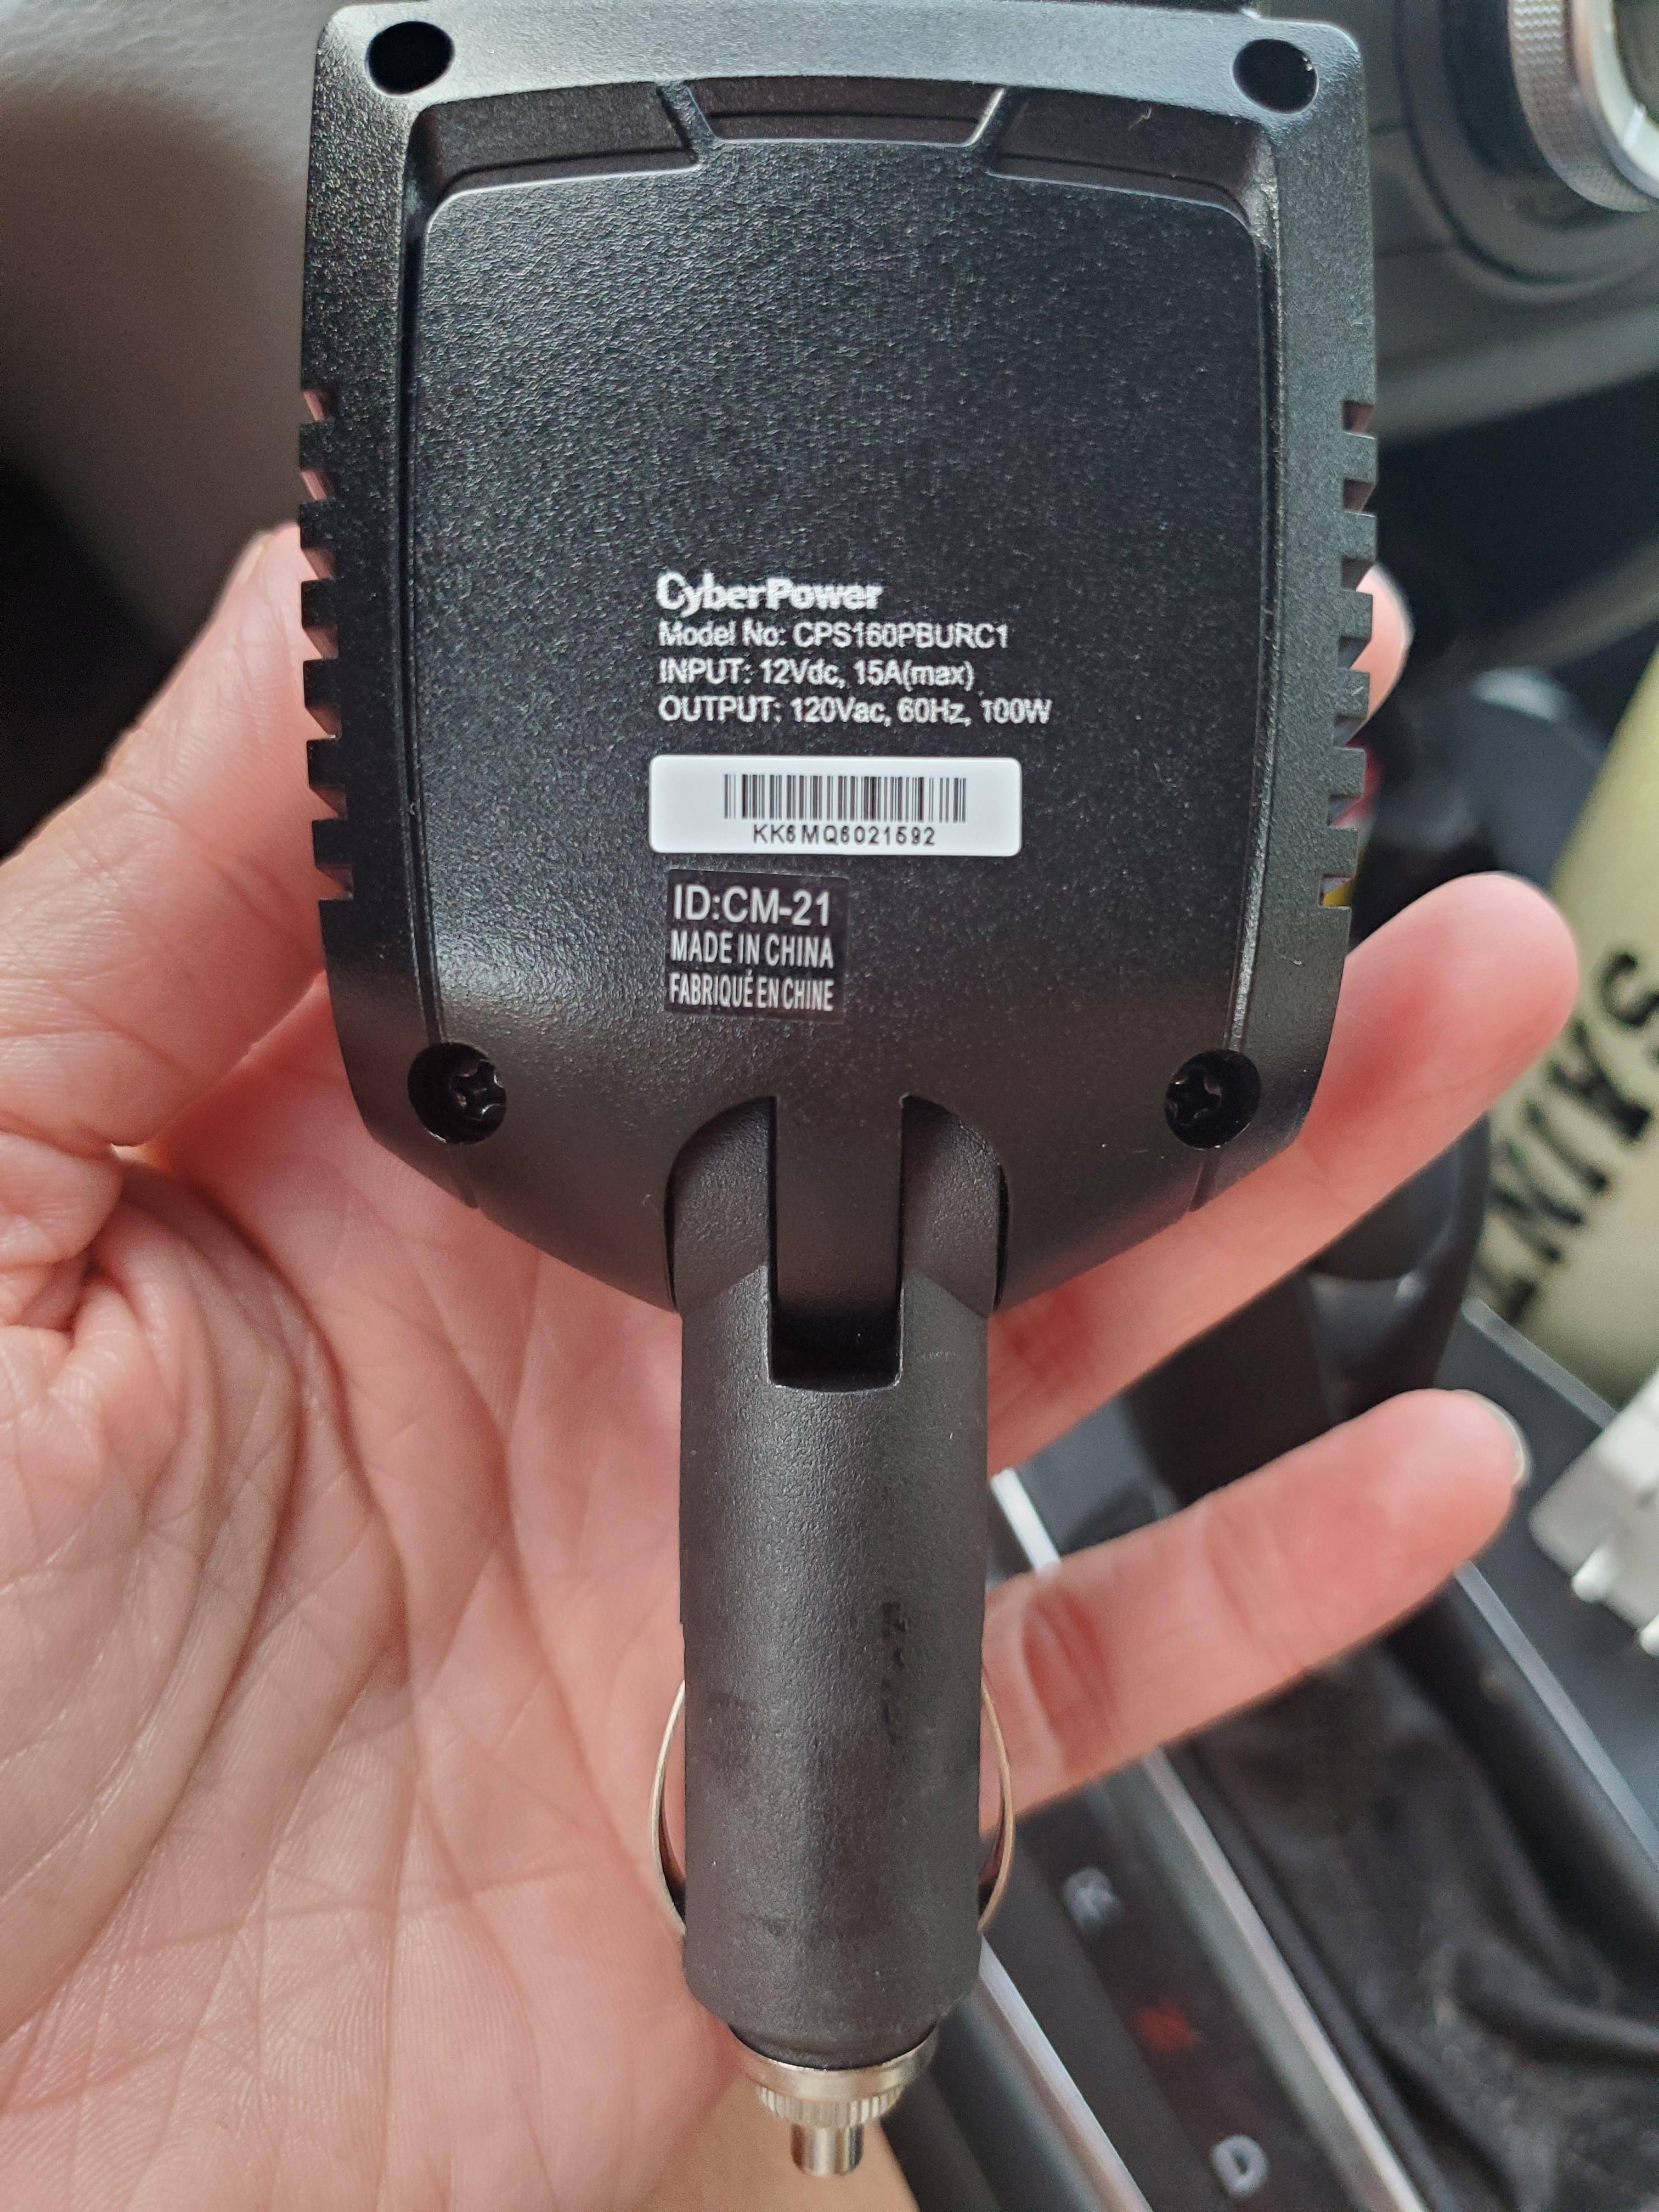 CyberPower
Model No: CPS160PBURC1
INPUT: 12Vdc, 15A(max)
OUTPUT: 120Vac, 60Hz, 100W
KK6MQ6021592
ID:CM-21
MADE IN CHINA
FABRIQUÉ EN CHINE
R
N
D